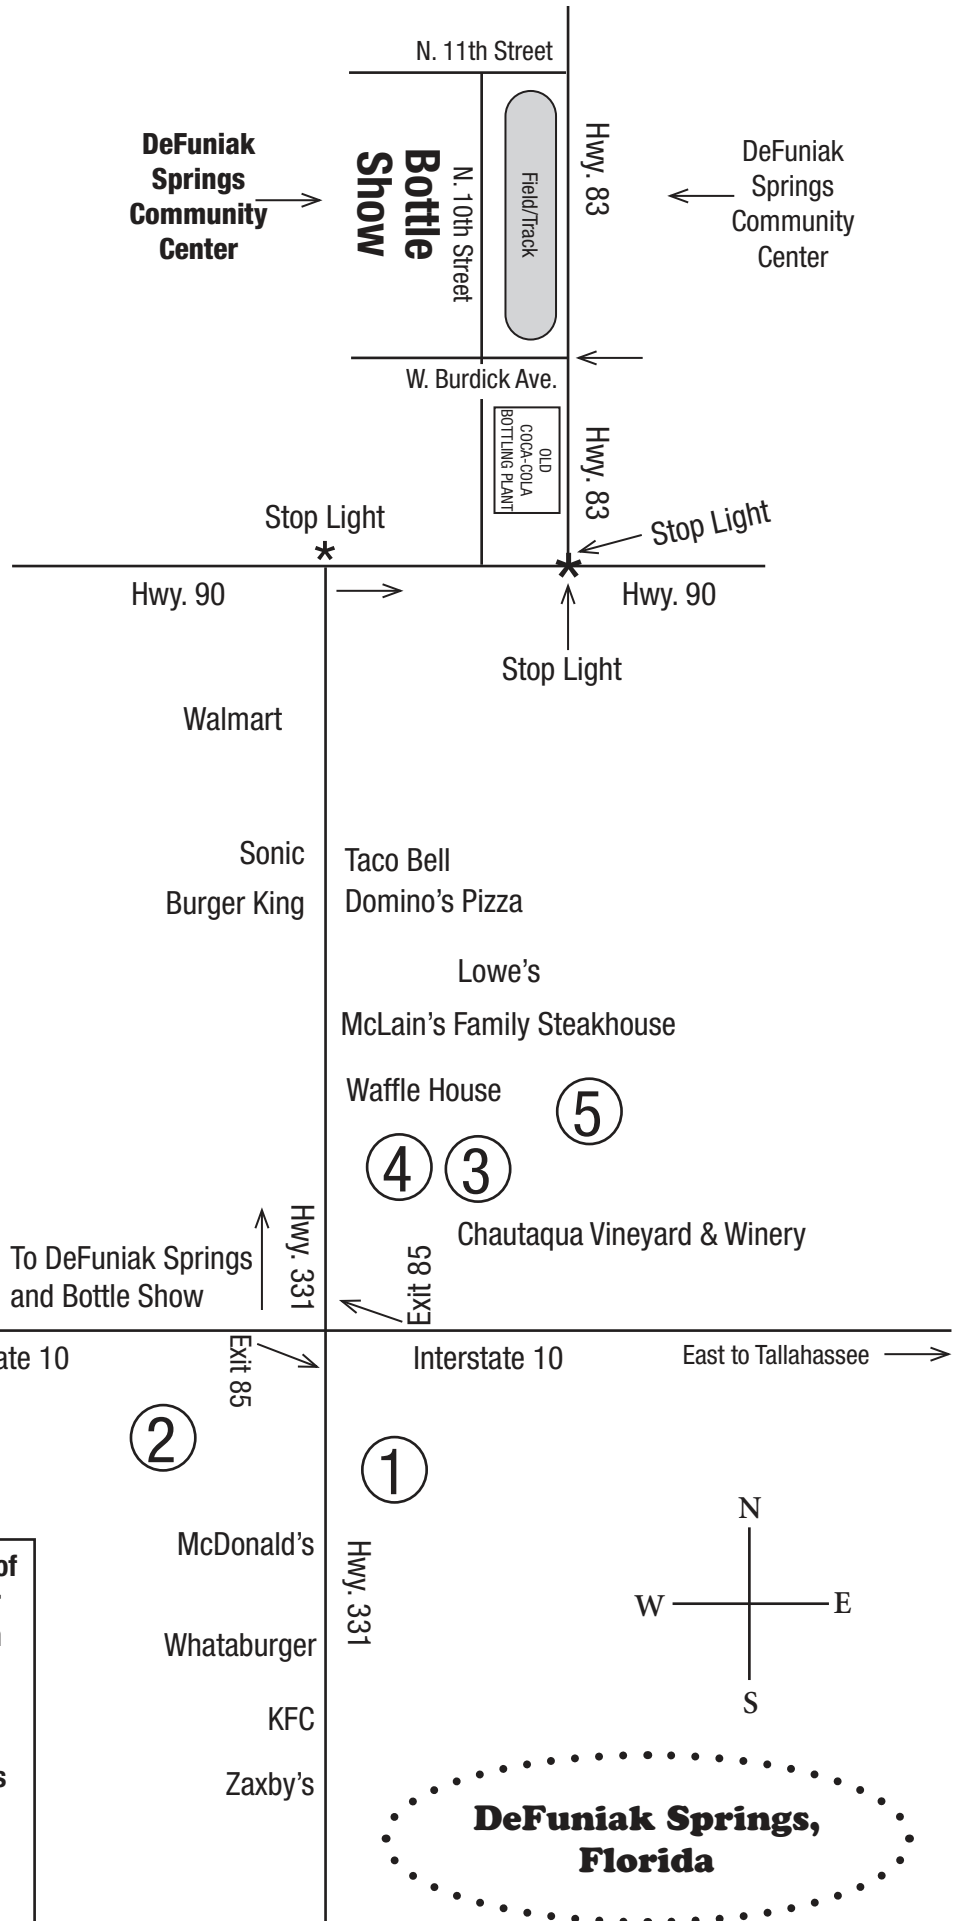 N. 11th Street
DeFuniak
Springs
Community
Center
Bottle
Show
N. 10th Street
Field/Track
Hwy. 83
DeFuniak
Springs
Community
Center
W. Burdick Ave.
OLD
COCA-COLA
BOTTLING PLANT
Hwy. 83
Stop Light
*
Stop Light
*
Hwy. 90
Hwy. 90
Stop Light
Walmart
Sonic
Taco Bell
Burger King
Domino's Pizza
Lowe's
McLain's Family Steakhouse
Waffle House
5
4
3
Chautaqua Vineyard & Winery
To DeFuniak Springs
and Bottle Show
Hwy. 331
Exit 85
ate 10
Exit 85
Interstate 10
East to Tallahassee
2
1
McDonald's
Hwy. 331
Whataburger
KFC
Zaxby's
of
s
N
W
E
S
DeFuniak Springs,
Florida